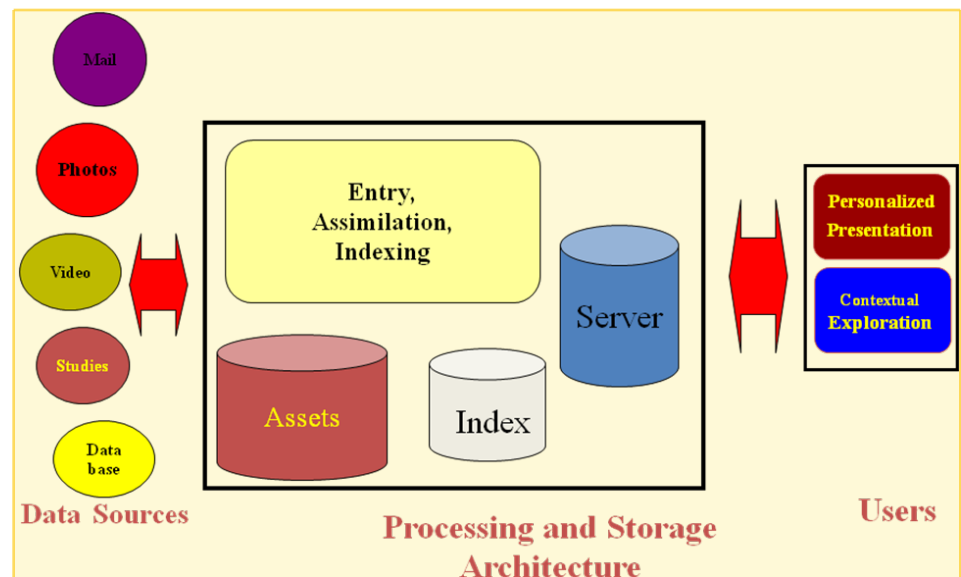 Mail
Photos
Video
Studies
Data
base
Data Sources
Entry,
Assimilation,
Indexing
Server
Assets
Index
Processing and Storage
Architecture
Personalized
Presentation
Contextual
Exploration
Users